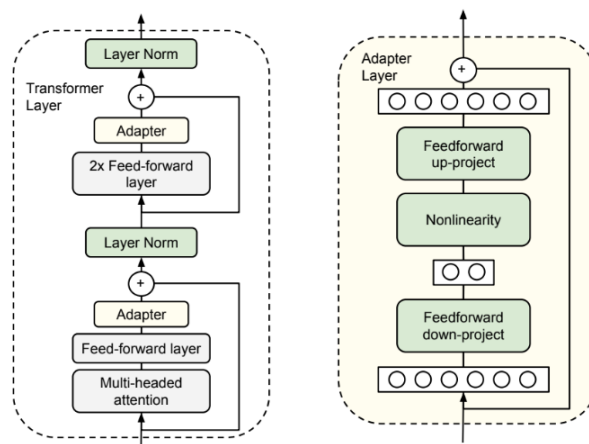 Layer Norm
Transformer
Layer
+
Adapter
2x Feed-forward
layer
Layer Norm
+
Adapter
Feed-forward layer
Multi-headed
attention
Adapter
Layer
+
Feedforward
up-project
Nonlinearity
Feedforward
down-project